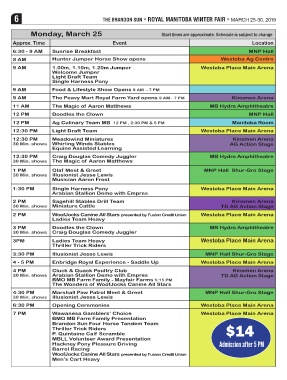 6 THE BRANDON SUN • ROYAL MANITOBA WINTER FAIR • MARCH 25-30, 2019
Monday, March 25 Start times are approximate. Schedule is subject to change
Approx. Time Event Location
6:30 - 9 AM Sunrise Breakfast MNP Hall
8 AM Hunter Jumper Horse Show opens Westoba Ag Centre
9 AM 1.00m, 1.10m, 1.20m Jumper Westoba Place Main Arena
Welcome Jumper
Light Draft Team
Single Harness Pony
9 AM Food & Lifestyle Show Opens 9 AM - 7 PM
9 AM The Peavy Mart Royal Farm Yard opens 9 AM - 7 PM Kinsmen Arena
11 AM The Magic of Aaron Matthews MB Hydro Amphitheatre
12 PM Doodles the Clown MNP Hall
12 PM Ag Culinary Team MB 12 PM, 2:30 PM & 5 PM Manitoba Room
12:30 PM Light Draft Team Westoba Place Main Arena
12:30 PM Meadowind Miniatures Kinsmen Arena
30 Min. shows Whirling Winds Stables AG Action Stage
Equine Assisted Learning
12:30 PM Craig Douglas Comedy Juggler MB Hydro Amphitheatre
30 Min. shows The Magic of Aaron Matthews
1 PM Olaf Meet & Greet MNP Hall Shur-Gro Stage
30 Min. shows Illusionist Jesse Lewis
Musician Aaron Frost
1:30 PM Single Harness Pony Westoba Place Main Arena
Arabian Stallion Demo with Empres
2 PM Sagehill Stables Drill Team Kinsmen Arena
30 Min. shows Miniature Cattle TD AG Action Stage
2 PM WoofJocks Canine All Stars presented by Fusion Credit Union Westoba Place Main Arena
Ladies Team Heavy
3 PM Doodles the Clown MB Hydro Amphitheatre
30 Min. shows Craig Douglas Comedy Juggler
3PM Ladies Team Heavy Westoba Place Main Arena
Thriller Trick Riders
3:30 PM Illusionist Jesse Lewis MNP Hall Shur-Gro Stage
4 - 5 PM Enbridge Royal Experience - Saddle Up Westoba Place Main Arena
4 PM Cluck & Quack Poultry Club Kinsmen Arena
30 Min. shows Arabian Stallion Demo with Empres TD AG Action Stage
BMO MB Farm Family - Mayfair Farms 5:15 PM
The Wonders of WoofJocks Canine All Stars
4:30 PM Marshall Paw Patrol Meet & Greet MNP Hall Shur-Gro Stage
30 Min. shows Illusionist Jesse Lewis
6:30 PM Opening Ceremonies Westoba Place Main Arena
7 PM Wawanesa Gamblers' Choice Westoba Place Main Arena
BMO MB Farm Family Presentation
Brandon Sun Four Horse Tandem Team
Thriller Trick Riders
P. Quintaine Calf Scramble
MBLL Volunteer Award Presentation
Hackney Pony Pleasure Driving
Barrel Racing
WoofJocks Canine All Stars presented by Fusion Credit Union
Men's Cart Heavy
$14
Admission after 5 PM